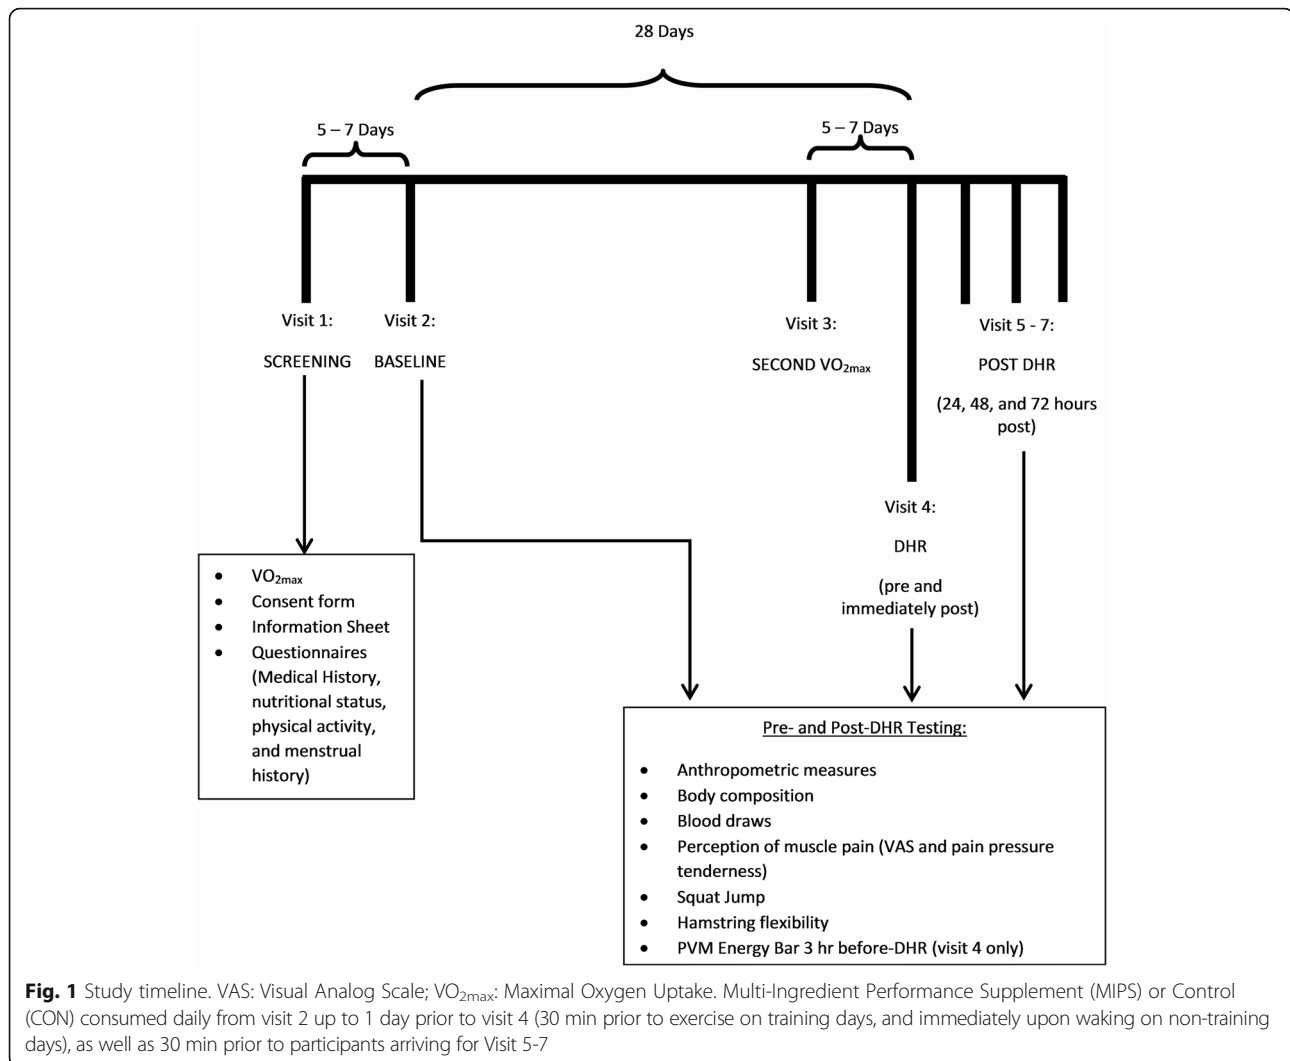 28 Days
5 – 7 Days
5 – 7 Days
Visit 1:
SCREENING
Visit 2:
BASELINE
Visit 3:
SECOND VO2max
Visit 5 - 7:
POST DHR
(24, 48, and 72 hours
post)
Visit 4:
DHR
(pre and
immediately post)
• VO2max
• Consent form
• Information Sheet
• Questionnaires
(Medical History,
nutritional status,
physical activity,
and menstrual
history)
Pre- and Post-DHR Testing:
• Anthropometric measures
• Body composition
• Blood draws
• Perception of muscle pain (VAS and pain pressure
tenderness)
• Squat Jump
• Hamstring flexibility
• PVM Energy Bar 3 hr before-DHR (visit 4 only)
Fig. 1 Study timeline. VAS: Visual Analog Scale; VO2max: Maximal Oxygen Uptake. Multi-Ingredient Performance Supplement (MIPS) or Control
(CON) consumed daily from visit 2 up to 1 day prior to visit 4 (30 min prior to exercise on training days, and immediately upon waking on non-training
days), as well as 30 min prior to participants arriving for Visit 5-7